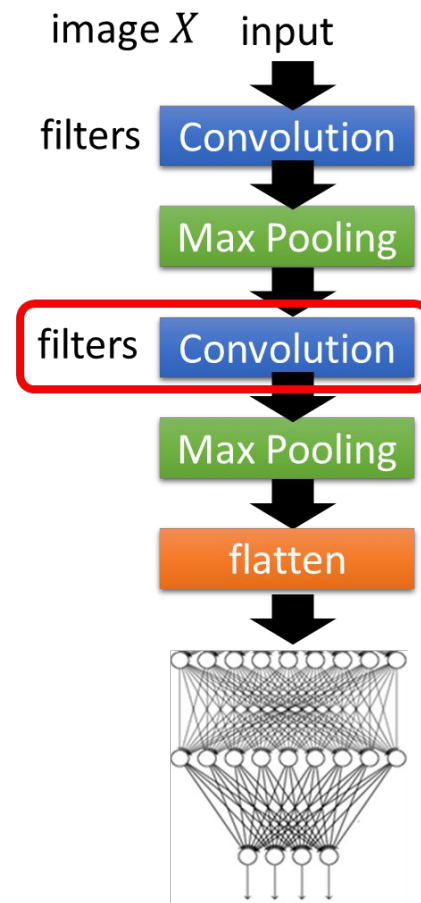 image X input
filters Convolution
Max Pooling
filters Convolution
Max Pooling
flatten